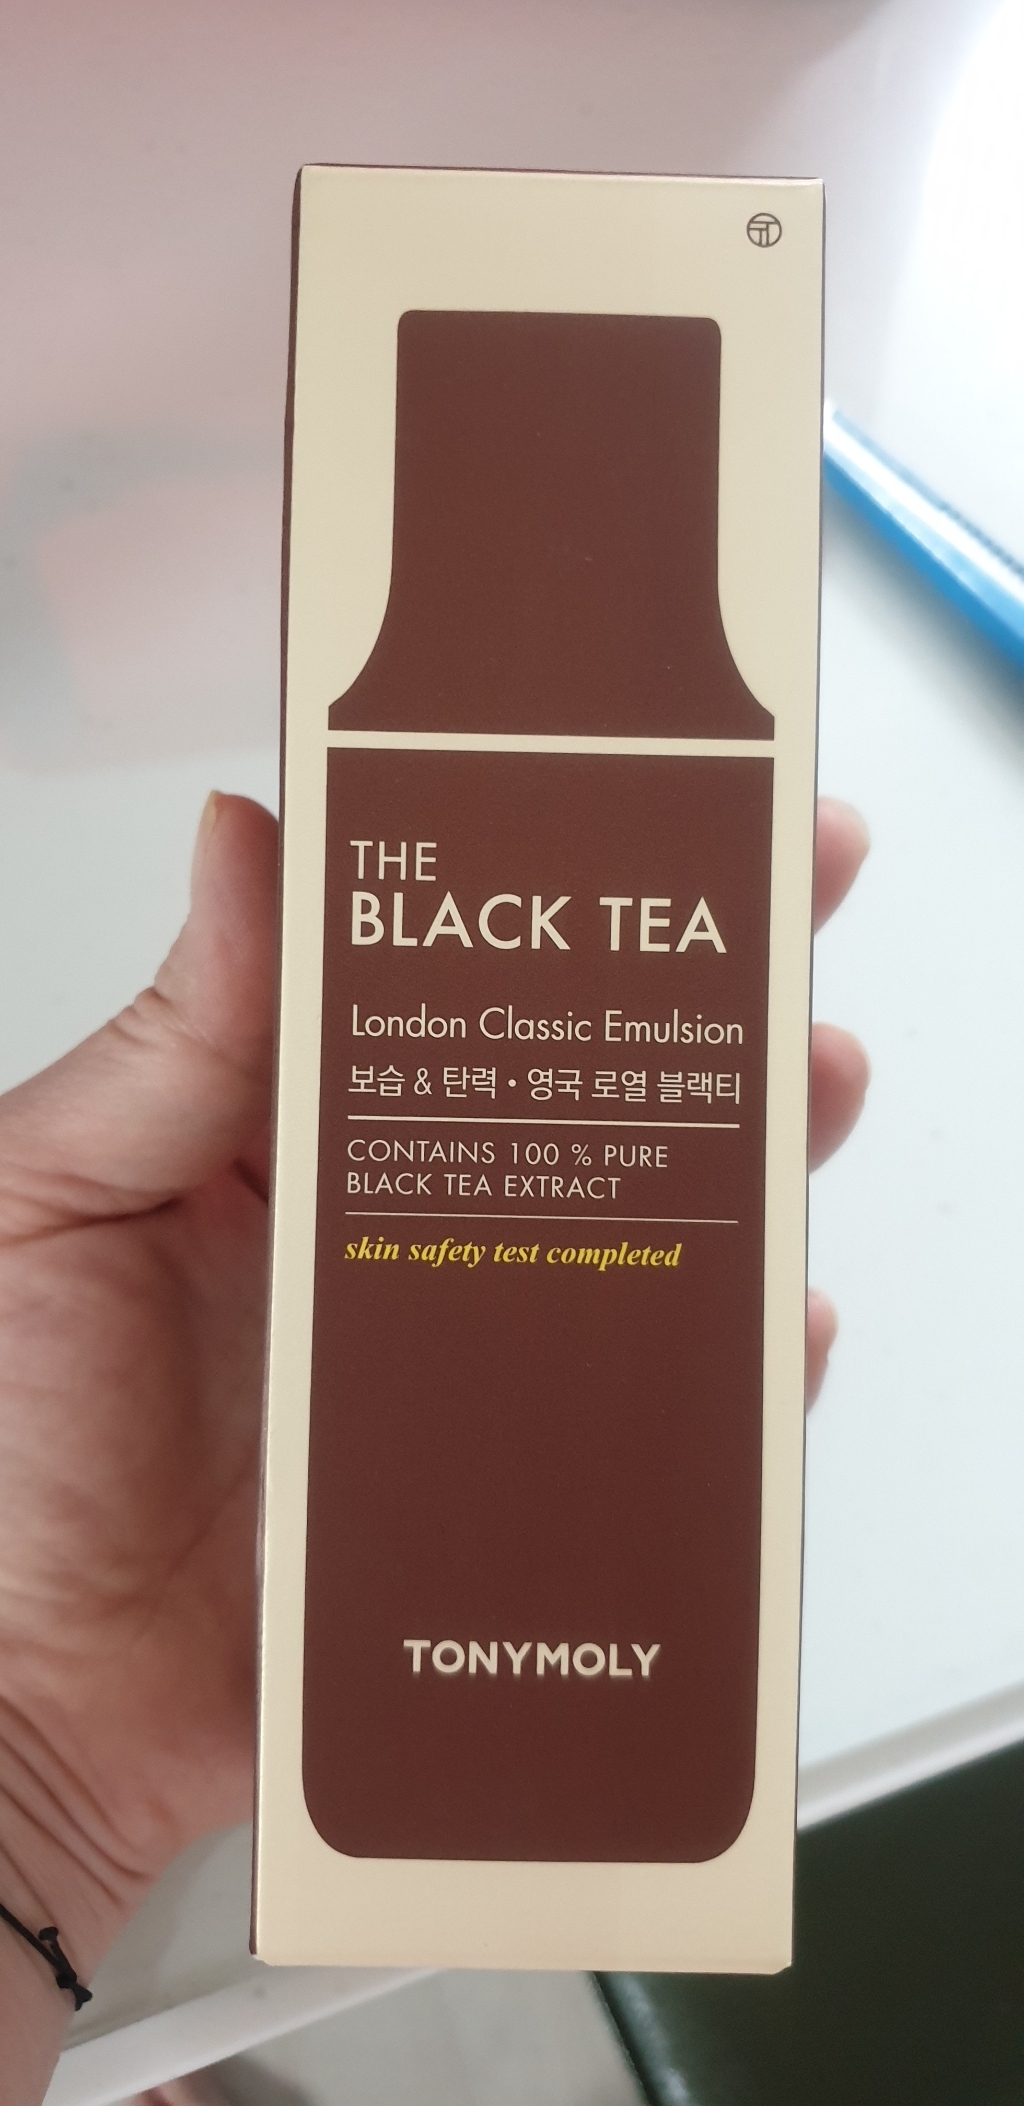 THE
BLACK TEA
London Classic Emulsion
보습 & 탄력 • 영국 로열 블랙티
CONTAINS 100 % PURE
BLACK TEA EXTRACT
skin safety test completed
TONYMOLY